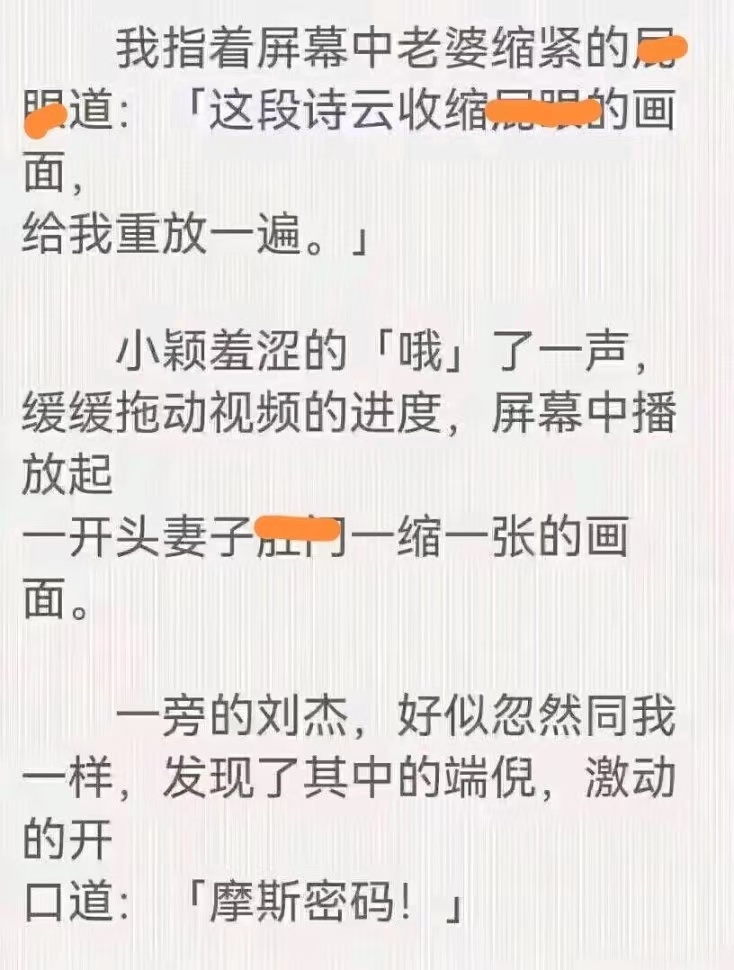 我指着屏幕中老婆缩紧的屁
眼道：「这段诗云收缩屁眼的画
面，
给我重放一遍。」
小颖羞涩的「哦」了一声，
缓缓拖动视频的进度，屏幕中播
放起
一开头妻子肛门一缩一张的画
面。
一旁的刘杰，好似忽然同我
一样，发现了其中的端倪，激动
的开
口道：「摩斯密码！」